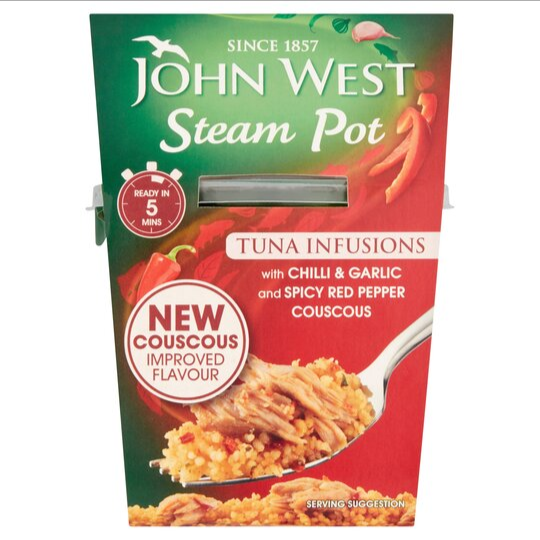 SINCE 1857
JOHN WEST
Steam Pot
READY IN
5
MINS
TUNA INFUSIONS
with CHILLI & GARLIC
and SPICY RED PEPPER
COUSCOUS
NEW
COUSCOUS
IMPROVED
FLAVOUR
SERVING SUGGESTION